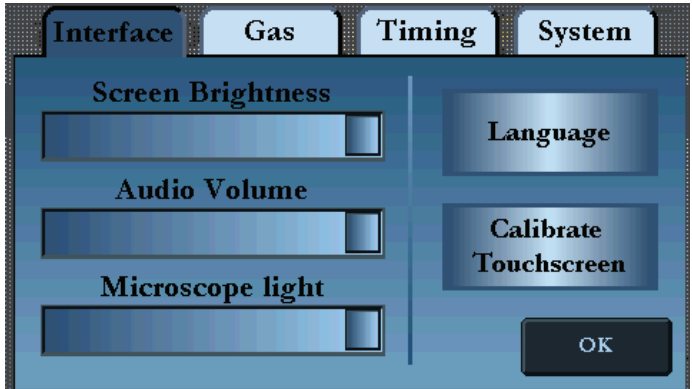 Interface
Gas
Timing
System
Screen Brightness
Audio Volume
Microscope light
Language
Calibrate
Touchscreen
OK